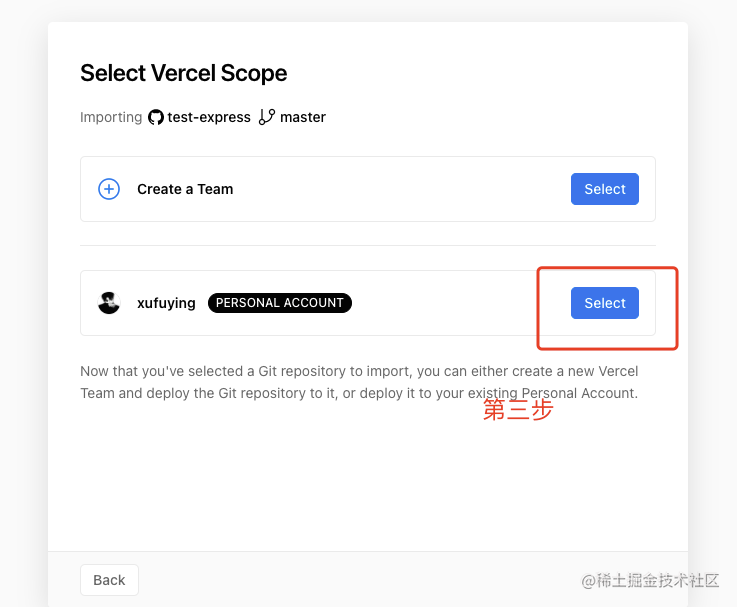 Select Vercel Scope
Importing test-express master
Create a Team Select
xufuying PERSONAL ACCOUNT Select
Now that you've selected a Git repository to import, you can either create a new Vercel
Team and deploy the Git repository to it, or deploy it to your existing Personal Account.
第三步
Back
@稀土掘金技术社区